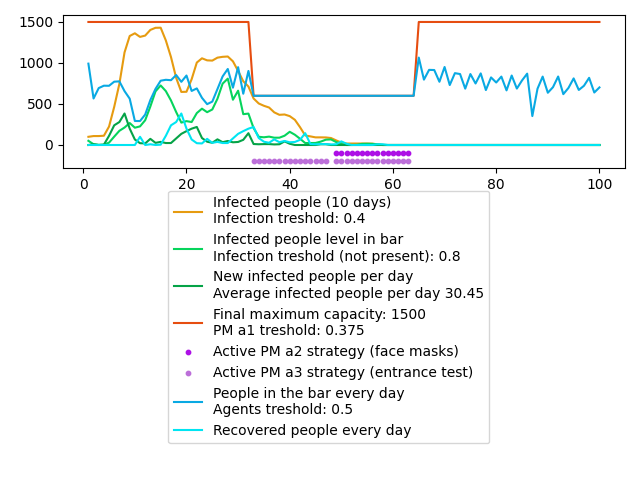 1500
1000
500
0
0 20 40 60 80 100
Infected people (10 days)
Infection treshold: 0.4
Infected people level in bar
Infection treshold (not present): 0.8
New infected people per day
Average infected people per day 30.45
Final maximum capacity: 1500
PM a1 treshold: 0.375
Active PM a2 strategy (face masks)
Active PM a3 strategy (entrance test)
People in the bar every day
Agents treshold: 0.5
Recovered people every day